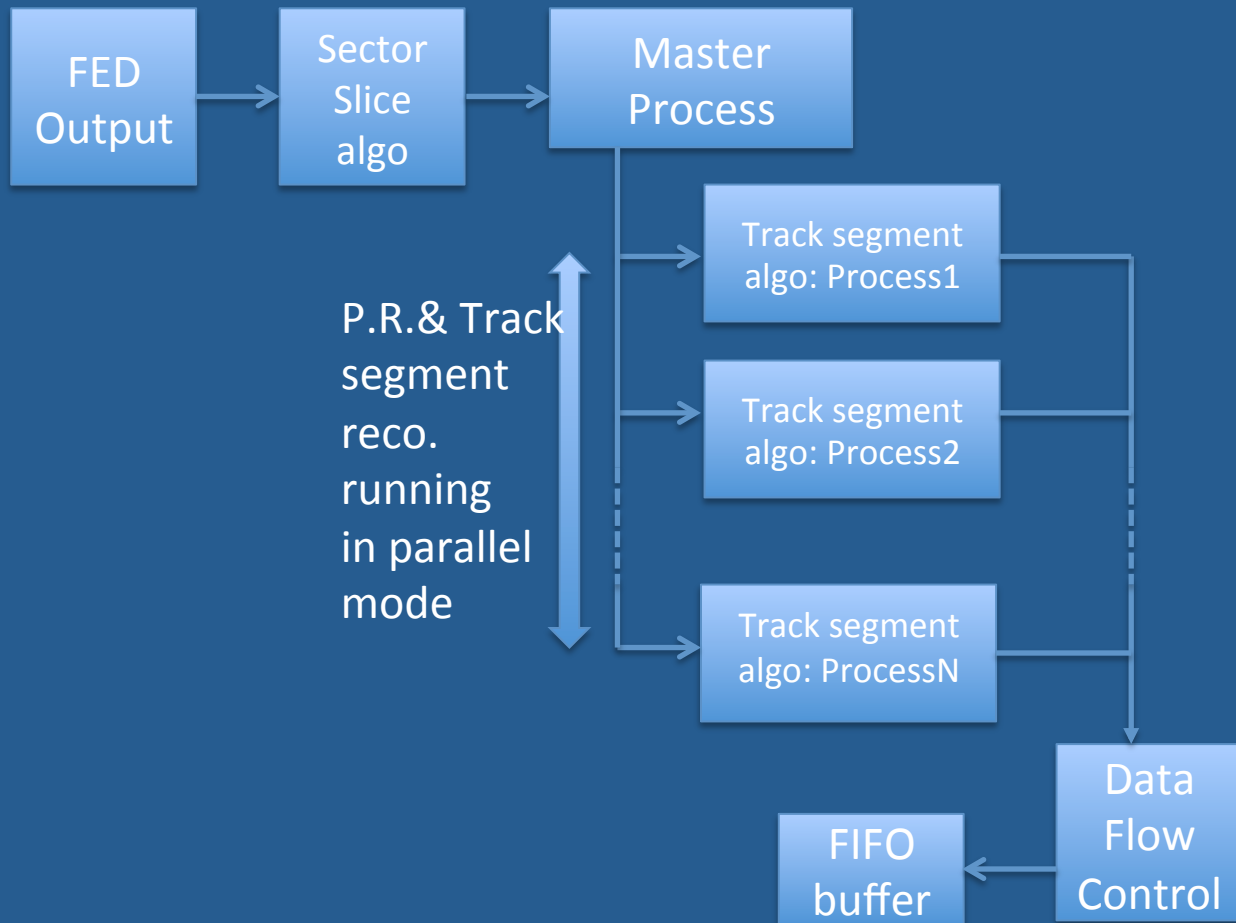 FED
Output
Sector
Slice
algo
Master
Process
Track segment
algo: Process1
P.R.& Track
segment
reco.
running
in parallel
mode
Track segment
algo: Process2
Track segment
algo: ProcessN
Data
Flow
Control
FIFO
buffer